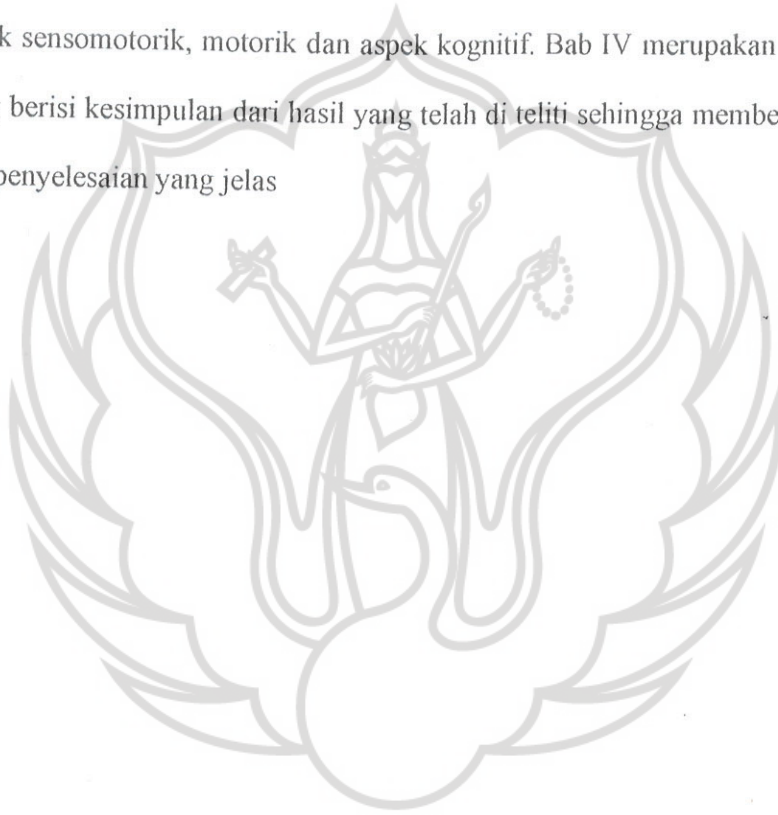 k sensomotorik, motorik dan aspek kognitif. Bab IV merupakan
berisi kesimpulan dari hasil yang telah di teliti sehingga membe
penyelesaian yang jelas